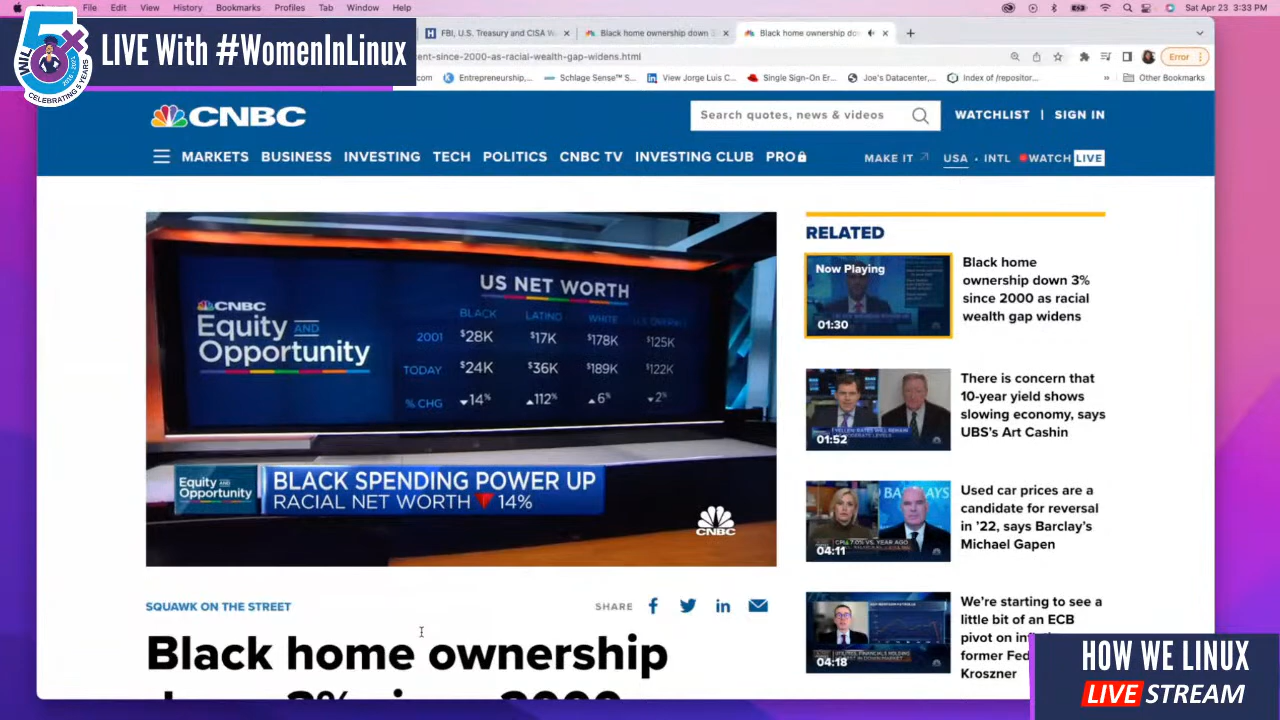 File Edit View History Bookmarks Profiles Tab Window Help
Sat Apr 23 3:33 PM
5X
WIL
CELEBRATING 5 YEARS
LIVE With #WomenInLinux
FBI, U.S. Treasury and CISA W
Black home ownership down
Black home ownership do
ent-since-2000-as-racial-wealth-gap-widens.html
Error
com
Entrepreneurship,...
Schlage Sense™ S...
View Jorge Luis C...
Single Sign-On Er...
Joe's Datacenter,...
Index of /repositor...
Other Bookmarks
CNBC
Search quotes, news & videos
WATCHLIST | SIGN IN
MARKETS BUSINESS INVESTING TECH POLITICS CNBC TV INVESTING CLUB PRO
MAKE IT USA • INTL WATCH LIVE
CNBC
Equity AND
Opportunity
US NET WORTH
BLACK LATINO WHITE
2001 $28K $17K $178K $125K
TODAY $24K $36K $189K $122K
% CHG 14% 112% 6% 2%
Equity AND
Opportunity
BLACK SPENDING POWER UP
RACIAL NET WORTH 14%
CNBC
RELATED
Now Playing
01:30
Black home
ownership down 3%
since 2000 as racial
wealth gap widens
01:52
There is concern that
10-year yield shows
slowing economy, says
UBS's Art Cashin
04:11
Used car prices are a
candidate for reversal
in '22, says Barclay's
Michael Gapen
04:18
We're starting to see a
little bit of an ECB
pivot on
former Fed
Kroszner
SQUAWK ON THE STREET
SHARE
Black home ownership
HOW WE LINUX
LIVE STREAM